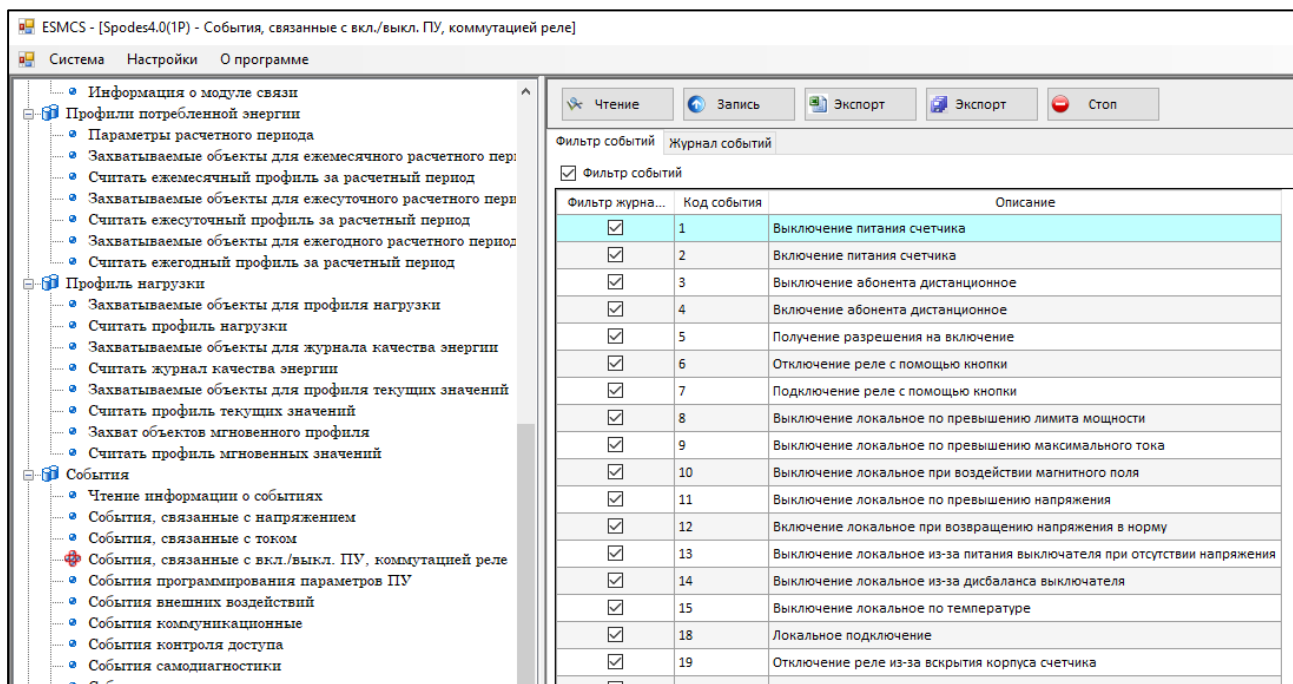 ESMCS - [Spodes4.0(1P) - События, связанные с вкл./выкл. ПУ, коммутацией реле]
Система Настройки О программе
Информация о модуле связи
Профили потребленной энергии
Параметры расчетного периода
Захватываемые объекты для ежемесячного расчетного пер
Считать ежемесячный профиль за расчетный период
Захватываемые объекты для ежесуточного расчетного пери
Считать ежесуточный профиль за расчетный период
Захватываемые объекты для ежегодного расчетного период
Считать ежегодный профиль за расчетный период
Профиль нагрузки
Захватываемые объекты для профиля нагрузки
Считать профиль нагрузки
Захватываемые объекты для журнала качества энергии
Считать журнал качества энергии
Захватываемые объекты для профиля текущих значений
Считать профиль текущих значений
Захват объектов мгновенного профиля
Считать профиль мгновенных значений
События
Чтение информации о событиях
События, связанные с напряжением
События, связанные с током
События, связанные с вкл./выкл. ПУ, коммутацией реле
События программирования параметров ПУ
События внешних воздействий
События коммуникационные
События контроля доступа
События самодиагностики
Чтение Запись Экспорт Экспорт Стоп
Фильтр событий Журнал событий
Фильтр событий
Фильтр журна... Код события Описание
1 Выключение питания счетчика
2 Включение питания счетчика
3 Выключение абонента дистанционное
4 Включение абонента дистанционное
5 Получение разрешения на включение
6 Отключение реле с помощью кнопки
7 Подключение реле с помощью кнопки
8 Выключение локальное по превышению лимита мощности
9 Выключение локальное по превышению максимального тока
10 Выключение локальное при воздействии магнитного поля
11 Выключение локальное по превышению напряжения
12 Включение локальное при возвращению напряжения в норму
13 Выключение локальное из-за питания выключателя при отсутствии напряжения
14 Выключение локальное из-за дисбаланса выключателя
15 Выключение локальное по температуре
18 Локальное подключение
19 Отключение реле из-за вскрытия корпуса счетчика